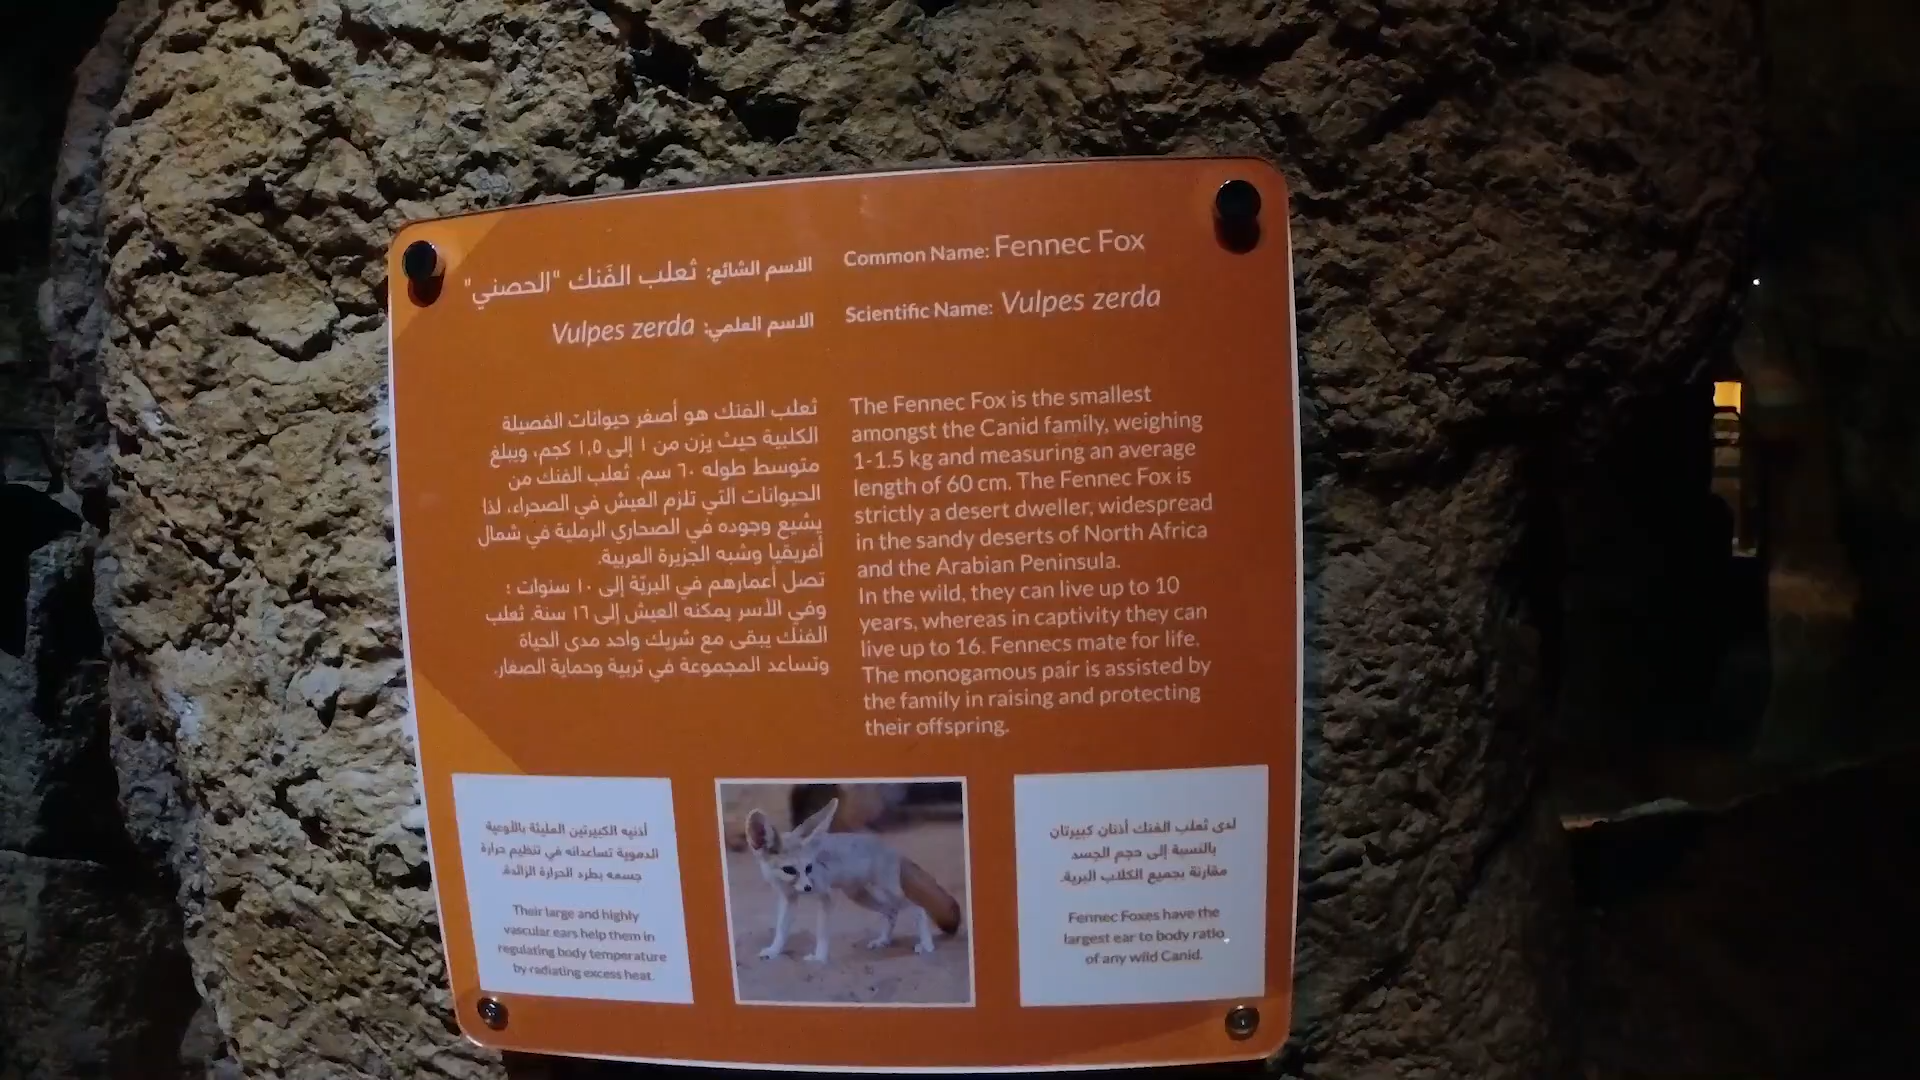 الاسم الشائع: ثعلب الفَنك "الحصني"
الاسم العلمي: Vulpes zerda
Common Name: Fennec Fox
Scientific Name: Vulpes zerda
ثعلب الفنك هو أصغر حيوانات الفصيلة
الكلبية حيث يزن من ١ إلى ١,٥ كجم، ويبلغ
متوسط طوله ٦٠ سم. ثعلب الفنك من
الحيوانات التي تلزم العيش في الصحراء، لذا
يشيع وجوده في الصحاري الرملية في شمال
أفريقيا وشبه الجزيرة العربية.
تصل أعمارهم في البريّة إلى ١٠ سنوات ؛
وفي الأسر يمكنه العيش إلى ١٦ سنة. ثعلب
الفنك يبقى مع شريك واحد مدى الحياة
وتساعد المجموعة في تربية وحماية الصغار.
The Fennec Fox is the smallest
amongst the Canid family, weighing
1-1.5 kg and measuring an average
length of 60 cm. The Fennec Fox is
strictly a desert dweller, widespread
in the sandy deserts of North Africa
and the Arabian Peninsula.
In the wild, they can live up to 10
years, whereas in captivity they can
live up to 16. Fennecs mate for life.
The monogamous pair is assisted by
the family in raising and protecting
their offspring.
أذنيه الكبيرتين المليئة بالأوعية
الدموية تساعدانه في تنظيم حرارة
جسمه بطرد الحرارة الزائدة.
Their large and highly
vascular ears help them in
regulating body temperature
by radiating excess heat.
لدى ثعلب الفنك أذنان كبيرتان
بالنسبة إلى حجم الجسد
مقارنة بجميع الكلاب البرية.
Fennec Foxes have the
largest ear to body ratio
of any wild Canid.